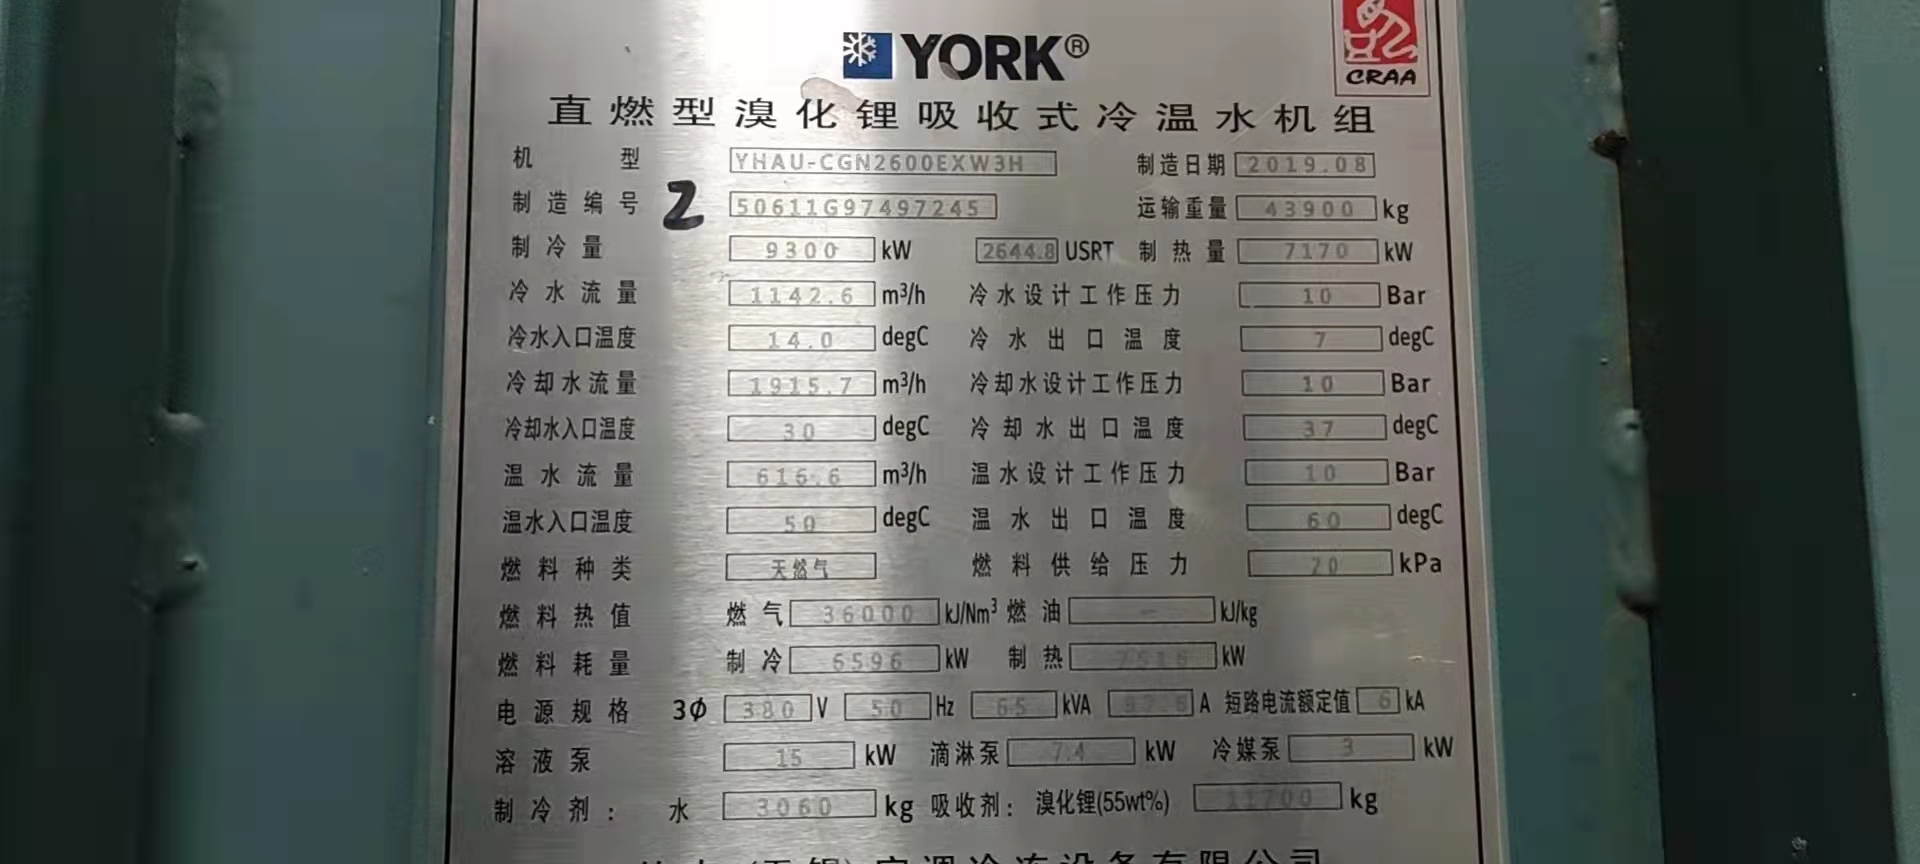 YORK®
CRAA
直燃型溴化锂吸收式冷温水机组
机型 YHAU-CGN2600EXW3H 制造日期 2019.08
制造编号 2 50611G97497245 运输重量 43900 kg
制冷量 9300 kW 2644.8 USRT 制热量 7170 kW
冷水流量 1142.6 m³/h 冷水设计工作压力 10 Bar
冷水入口温度 14.0 degC 冷水出口温度 7 degC
冷却水流量 1915.7 m³/h 冷却水设计工作压力 10 Bar
冷却水入口温度 30 degC 冷却水出口温度 37 degC
温水流量 616.6 m³/h 温水设计工作压力 10 Bar
温水入口温度 50 degC 温水出口温度 60 degC
燃料种类 天然气 燃料供给压力 20 kPa
燃料热值 燃气 36000 kJ/Nm³ 燃油 - kJ/kg
燃料耗量 制冷 6596 kW 制热 kW
电源规格 3Φ 380 V 50 Hz 65 kVA A 短路电流额定值 6 kA
溶液泵 15 kW 滴淋泵 7.4 kW 冷媒泵 3 kW
制冷剂: 水 3060 kg 吸收剂: 溴化锂(55wt%) 11700 kg
空调冷冻设备有限公司